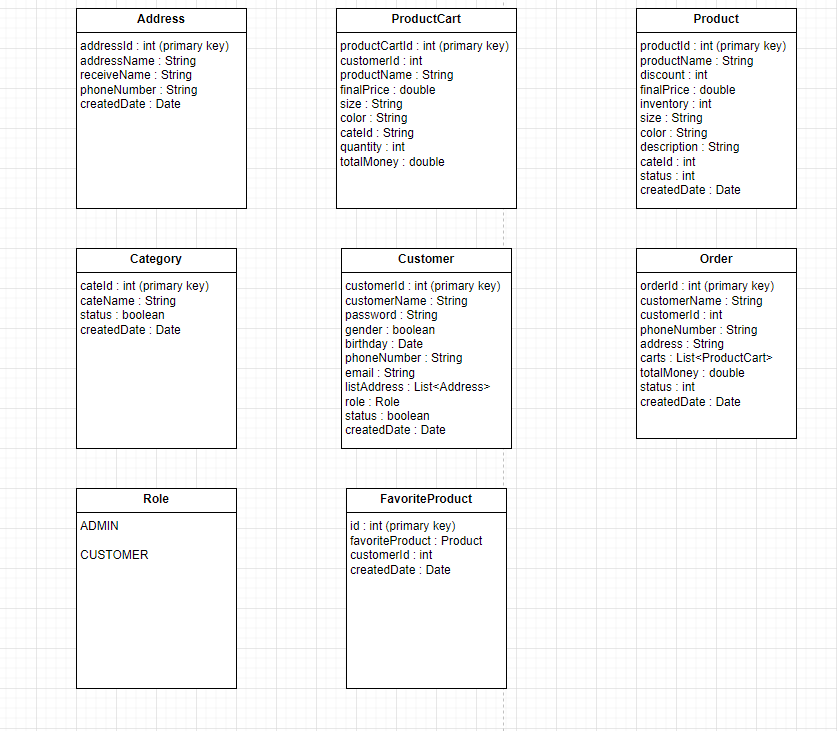 Address
addressId : int (primary key)
addressName : String
receiveName : String
phoneNumber : String
createdDate : Date
ProductCart
productCartId : int (primary key)
customerId : int
productName : String
finalPrice : double
size : String
color : String
cateId : String
quantity : int
totalMoney : double
Product
productId : int (primary key)
productName : String
discount : int
finalPrice : double
inventory : int
size : String
color : String
description : String
cateId : int
status : int
createdDate : Date
Category
cateId : int (primary key)
cateName : String
status : boolean
createdDate : Date
Customer
customerId : int (primary key)
customerName : String
password : String
gender : boolean
birthday : Date
phoneNumber : String
email : String
listAddress : List<Address>
role : Role
status : boolean
createdDate : Date
Order
orderId : int (primary key)
customerName : String
customerId : int
phoneNumber : String
address : String
carts : List<ProductCart>
totalMoney : double
status : int
createdDate : Date
Role
ADMIN
CUSTOMER
FavoriteProduct
id : int (primary key)
favoriteProduct : Product
customerId : int
createdDate : Date